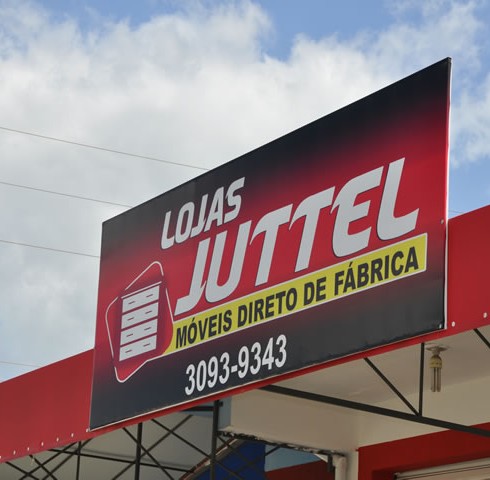 LOJAS
JUTTEL
MÓVEIS DIRETO DE FÁBRICA
3093-9343